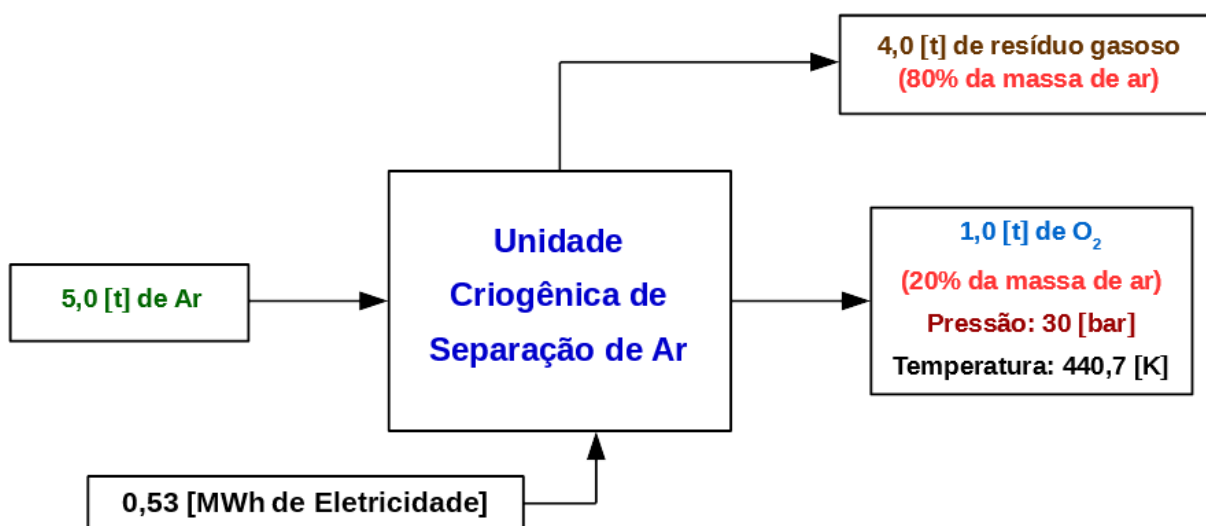 4,0 [t] de resíduo gasoso
(80% da massa de ar)
Unidade
Criogênica de
Separação de Ar
1,0 [t] de O₂
(20% da massa de ar)
Pressão: 30 [bar]
Temperatura: 440,7 [K]
5,0 [t] de Ar
0,53 [MWh de Eletricidade]